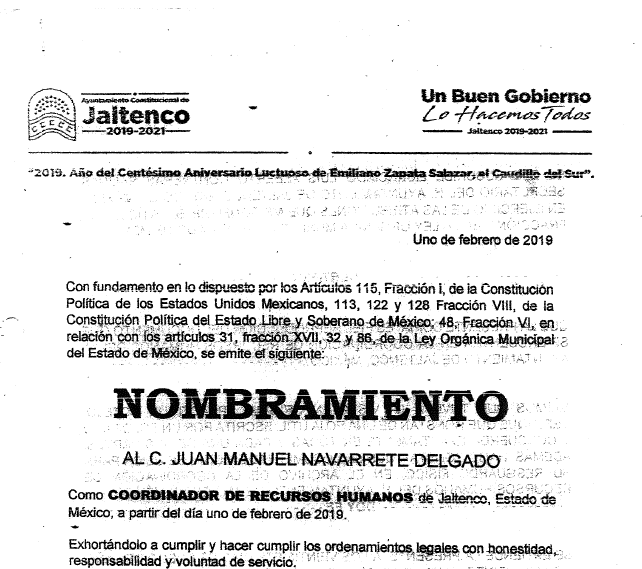 Ayuntamiento Constitucional de
Jaltenco
2019-2021
Un Buen Gobierno
Lo Hacemos Todos
Jaltenco 2019-2021
"2019. Año del Centésimo Aniversario Luctuoso de Emiliano Zapata Salazar, el Caudillo del Sur".
Uno de febrero de 2019
Con fundamento en lo dispuesto por los Artículos 115, Fracción I, de la Constitución
Política de los Estados Unidos Mexicanos, 113, 122 y 128 Fracción VIII, de la
Constitución Política del Estado Libre y Soberano de México; 48, Fracción VI, en
relación con los artículos 31, fracción XVII, 32 y 86, de la Ley Orgánica Municipal
del Estado de México, se emite el siguiente:
NOMBRAMIENTO
AL C. JUAN MANUEL NAVARRETE DELGADO
Como COORDINADOR DE RECURSOS HUMANOS de Jaltenco, Estado de
México, a partir del día uno de febrero de 2019.
Exhortándolo a cumplir y hacer cumplir los ordenamientos legales con honestidad,
responsabilidad y voluntad de servicio.